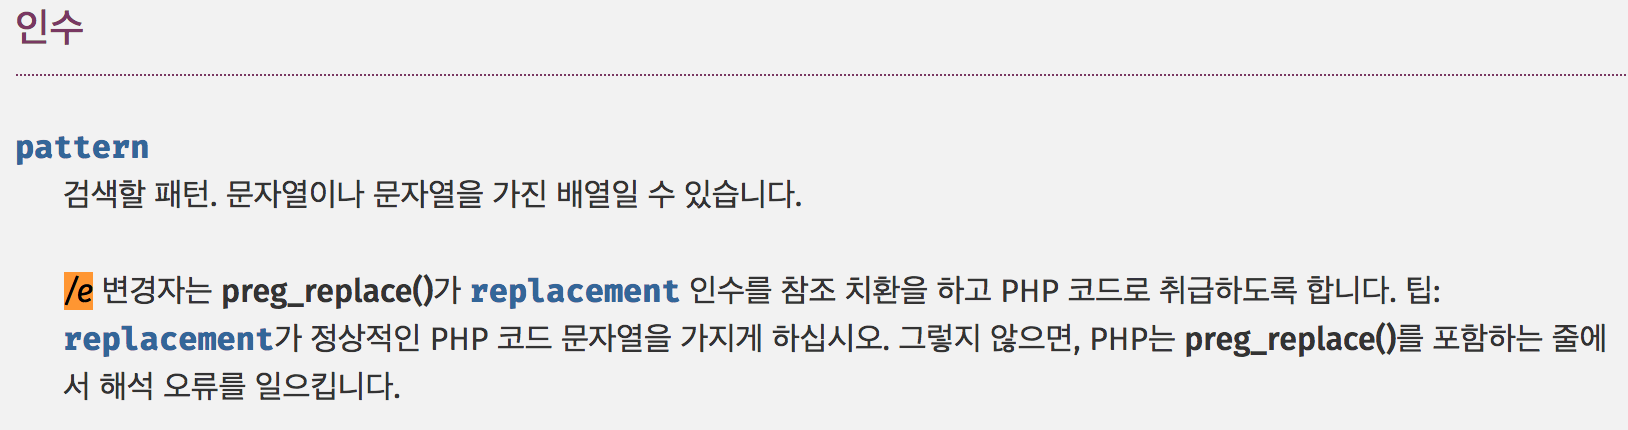 인수
pattern
검색할 패턴. 문자열이나 문자열을 가진 배열일 수 있습니다.
/e 변경자는 preg_replace()가 replacement 인수를 참조 치환을 하고 PHP 코드로 취급하도록 합니다. 팁:
replacement가 정상적인 PHP 코드 문자열을 가지게 하십시오. 그렇지 않으면, PHP는 preg_replace()를 포함하는 줄에
서 해석 오류를 일으킵니다.